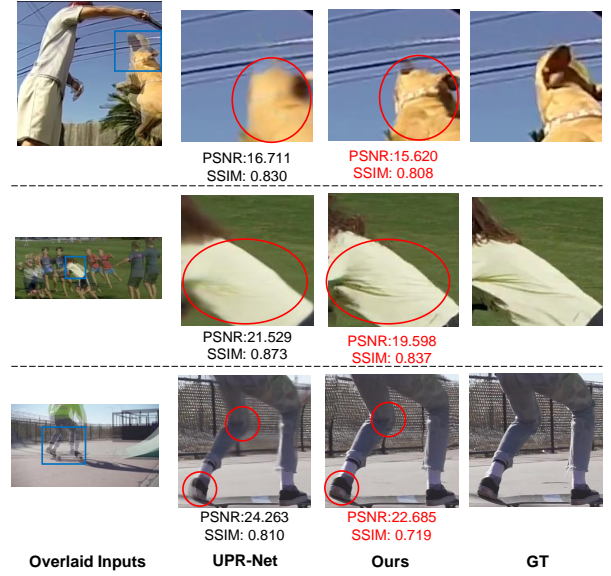 PSNR:16.711
SSIM: 0.830
PSNR:15.620
SSIM: 0.808
PSNR:21.529
SSIM: 0.873
PSNR:19.598
SSIM: 0.837
PSNR:24.263
SSIM: 0.810
PSNR:22.685
SSIM: 0.719
Overlaid Inputs
UPR-Net
Ours
GT